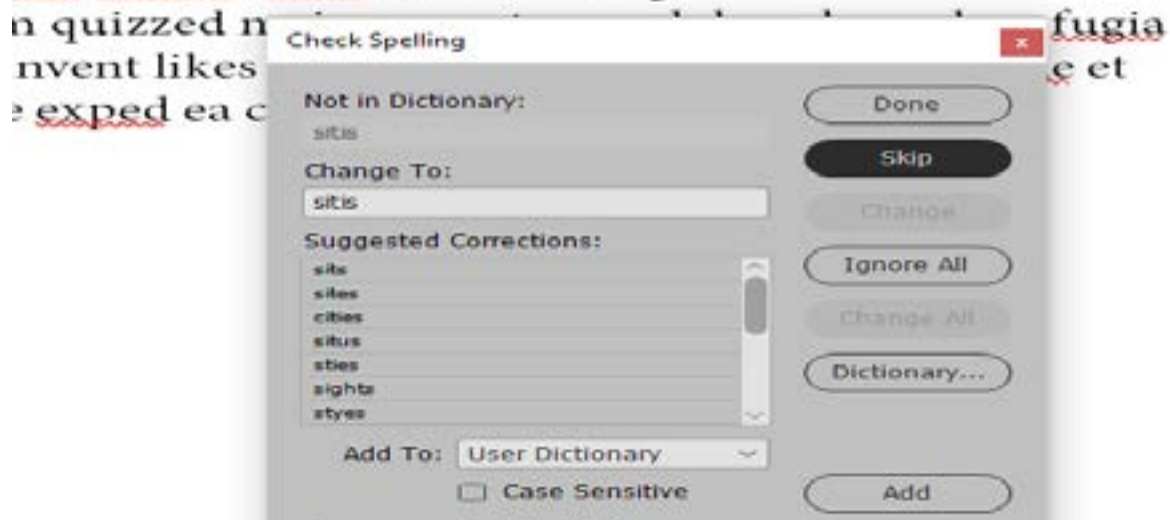 n quizzed n fugia
nvent likes e et
e exped ea c
Check Spelling
Not in Dictionary:
sitis
Change To:
sitis
Suggested Corrections:
sits
sites
cities
situs
sties
sights
styes
Add To: User Dictionary
Case Sensitive
Done
Skip
Change
Ignore All
Change All
Dictionary...
Add